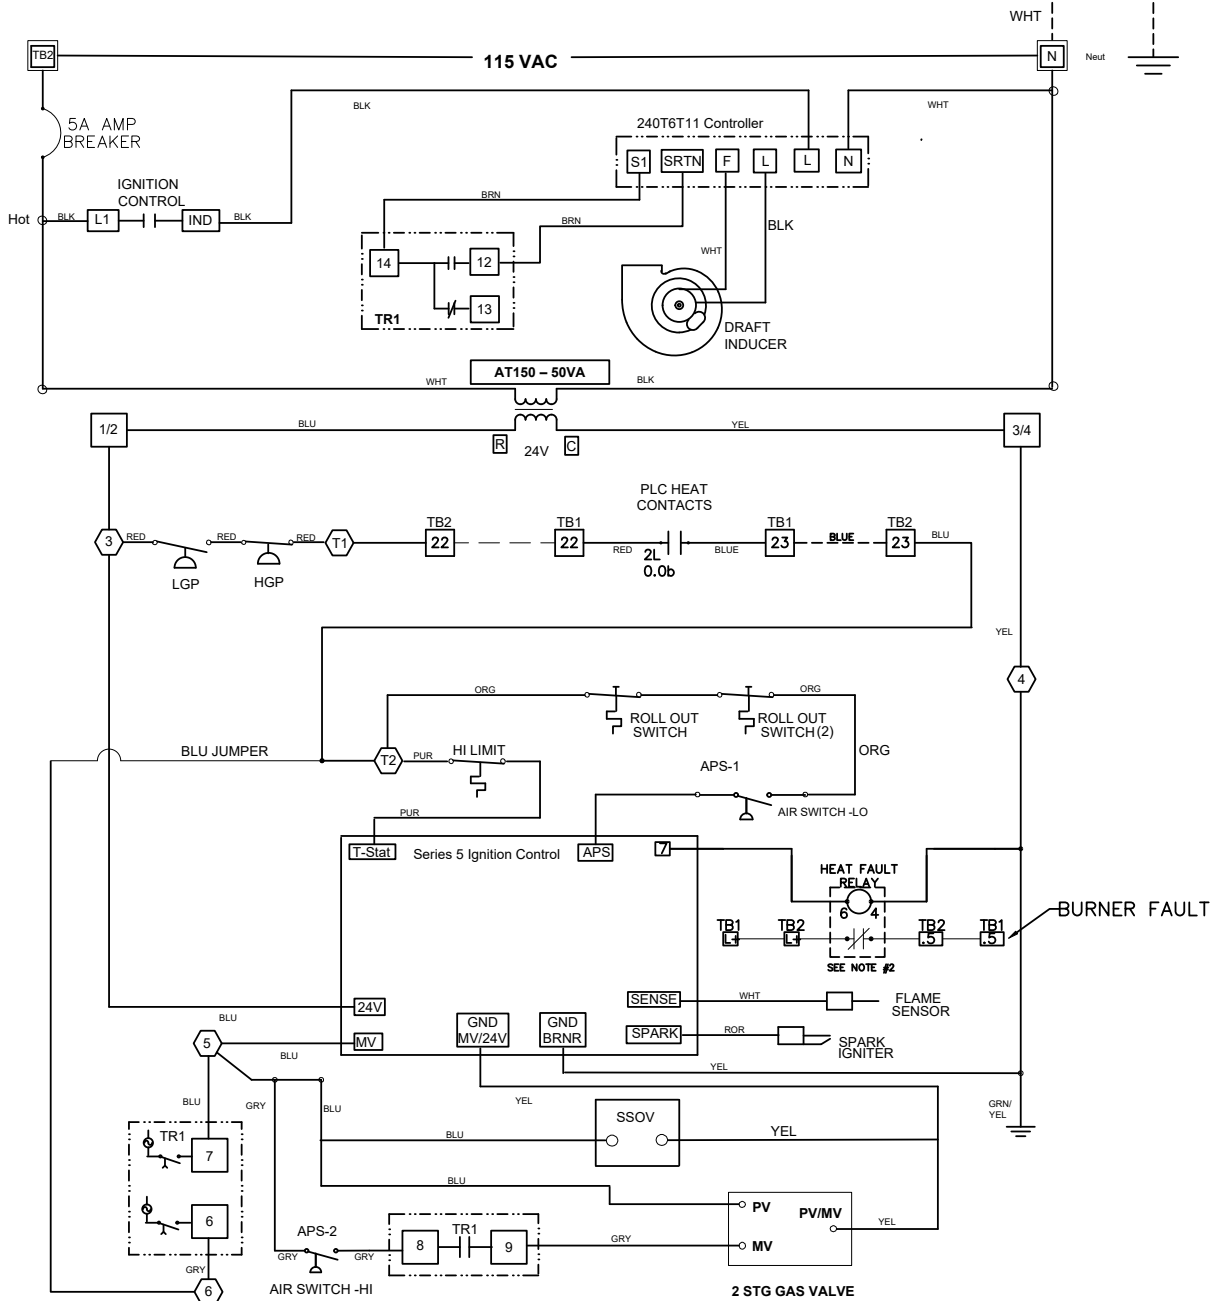 WHT
TB2
115 VAC
N
Neut
5A AMP
BREAKER
BLK
WHT
240T6T11 Controller
S1
SRTN
F
L
L
N
IGNITION
CONTROL
Hot
BLK
L1
IND
BLK
BRN
BRN
BLK
WHT
14
12
13
TR1
DRAFT
INDUCER
AT150 – 50VA
WHT
BLK
1/2
BLU
YEL
3/4
R
24V
C
PLC HEAT
CONTACTS
3
RED
RED
RED
T1
TB2
22
TB1
22
RED
2L
0.0b
BLUE
TB1
23
BLUE
TB2
23
BLU
LGP
HGP
YEL
4
ORG
ORG
ROLL OUT
SWITCH
ROLL OUT
SWITCH(2)
BLU JUMPER
T2
PUR
HI LIMIT
ORG
APS-1
PUR
AIR SWITCH -LO
T-Stat
Series 5 Ignition Control
APS
7
HEAT FAULT
RELAY
6
4
BURNER FAULT
TB1
L+
TB2
L+
TB2
.5
TB1
.5
SEE NOTE #2
24V
SENSE
WHT
FLAME
SENSOR
BLU
GND
MV/24V
GND
BRNR
SPARK
ROR
SPARK
IGNITER
5
BLU
MV
YEL
BLU
GRY
BLU
YEL
GRN/
YEL
SSOV
TR1
7
BLU
YEL
BLU
6
PV
PV/MV
YEL
APS-2
TR1
8
9
GRY
MV
GRY
GRY
GRY
6
AIR SWITCH -HI
2 STG GAS VALVE